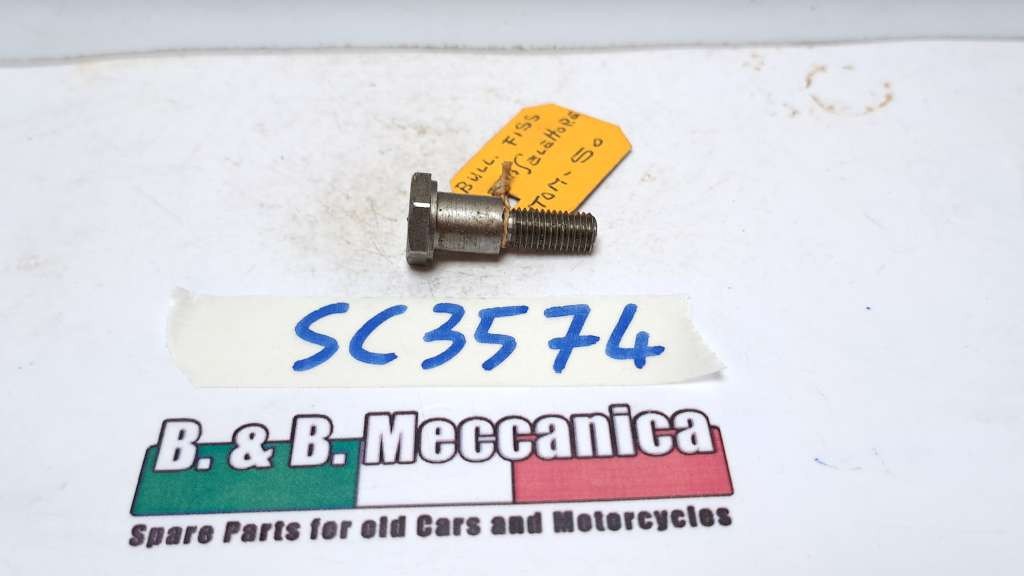 BULL. FISS
TOM-50
SC3574
B. & B. Meccanica
Spare Parts for old Cars and Motorcycles